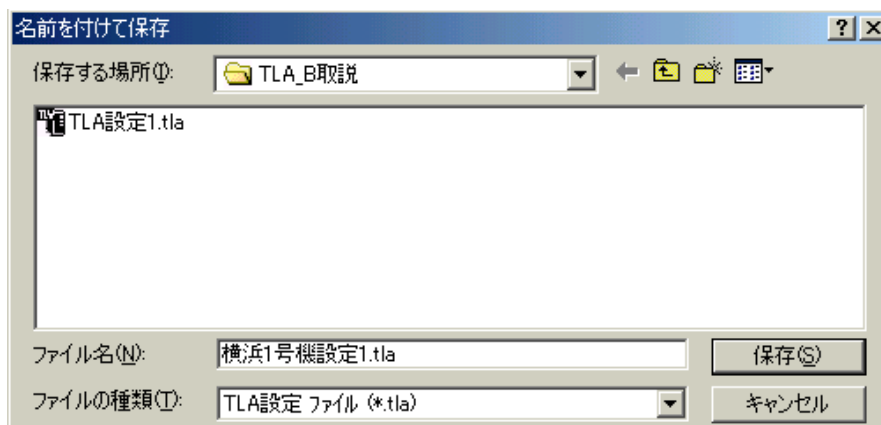 名前を付けて保存
保存する場所(I): TLA_B取説
TLA設定1.tla
ファイル名(N): 横浜1号機設定1.tla 保存(S)
ファイルの種類(T): TLA設定 ファイル (*.tla) キャンセル